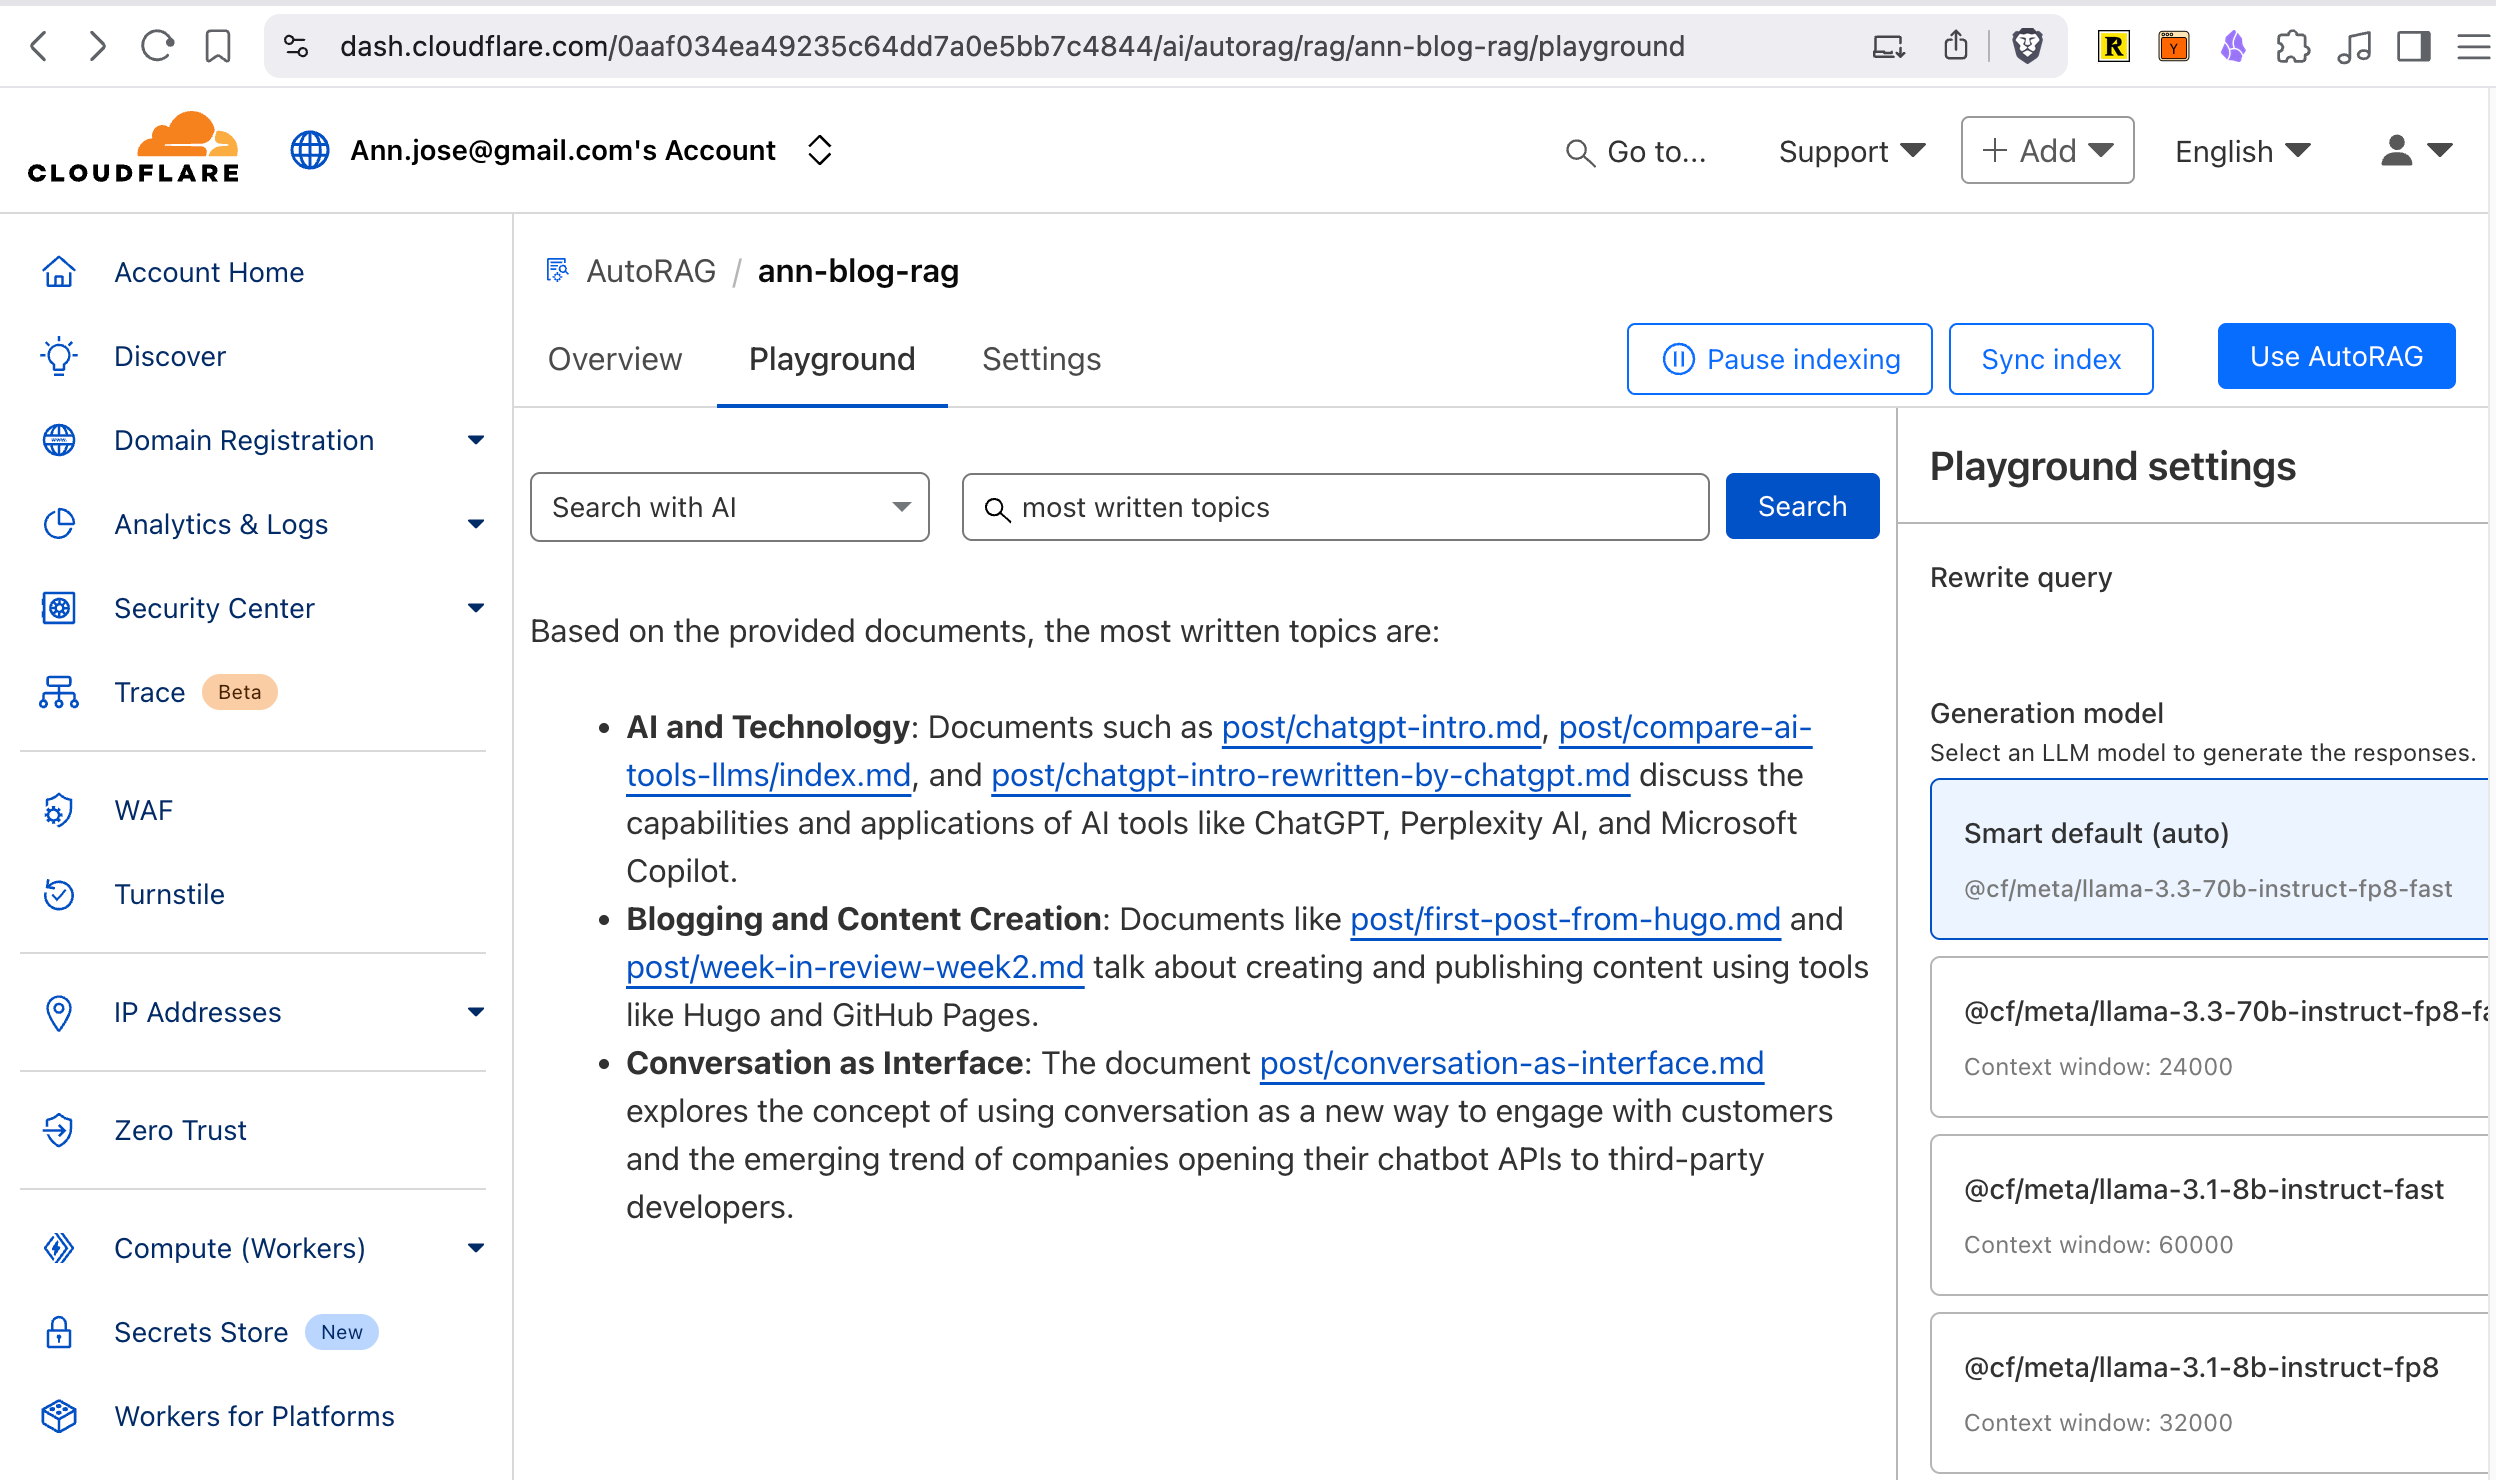 dash.cloudflare.com/0aaf034ea49235c64dd7a0e5bb7c4844/ai/autorag/rag/ann-blog-rag/playground
R
Y
CLOUDFLARE
Ann.jose@gmail.com's Account
Go to...
Support
+ Add
English
Account Home
Discover
Domain Registration
Analytics & Logs
Security Center
Trace Beta
WAF
Turnstile
IP Addresses
Zero Trust
Compute (Workers)
Secrets Store New
Workers for Platforms
AutoRAG / ann-blog-rag
Overview
Playground
Settings
Pause indexing
Sync index
Use AutoRAG
Search with AI
most written topics
Search
Based on the provided documents, the most written topics are:
• AI and Technology: Documents such as post/chatgpt-intro.md, post/compare-ai-
tools-llms/index.md, and post/chatgpt-intro-rewritten-by-chatgpt.md discuss the
capabilities and applications of AI tools like ChatGPT, Perplexity AI, and Microsoft
Copilot.
• Blogging and Content Creation: Documents like post/first-post-from-hugo.md and
post/week-in-review-week2.md talk about creating and publishing content using tools
like Hugo and GitHub Pages.
• Conversation as Interface: The document post/conversation-as-interface.md
explores the concept of using conversation as a new way to engage with customers
and the emerging trend of companies opening their chatbot APIs to third-party
developers.
Playground settings
Rewrite query
Generation model
Select an LLM model to generate the responses.
Smart default (auto)
@cf/meta/llama-3.3-70b-instruct-fp8-fast
@cf/meta/llama-3.3-70b-instruct-fp8-fa
Context window: 24000
@cf/meta/llama-3.1-8b-instruct-fast
Context window: 60000
@cf/meta/llama-3.1-8b-instruct-fp8
Context window: 32000